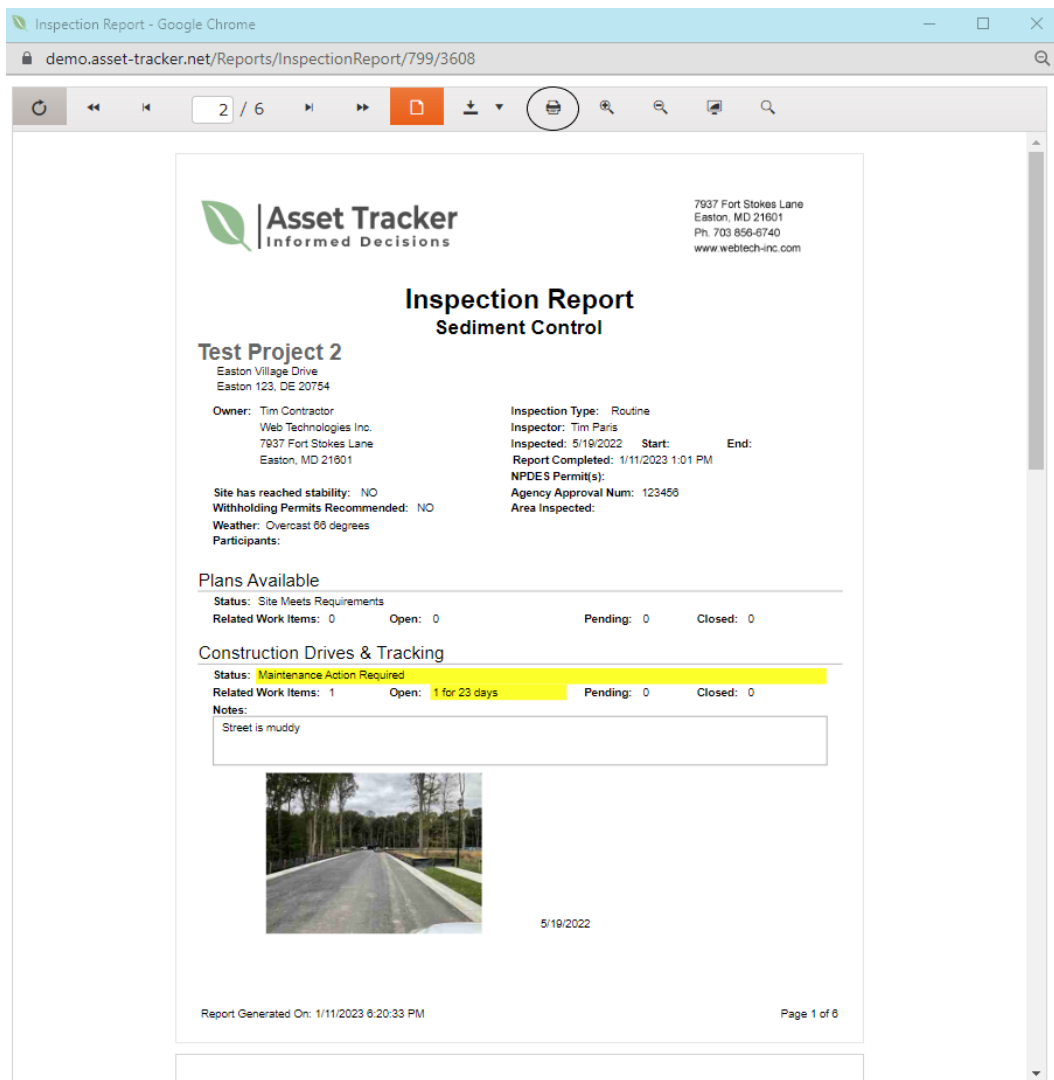 Inspection Report - Google Chrome
demo.asset-tracker.net/Reports/InspectionReport/799/3608
2 / 6
Asset Tracker
Informed Decisions
7937 Fort Stokes Lane
Easton, MD 21601
Ph. 703 856-6740
www.webtech-inc.com
Inspection Report
Sediment Control
Test Project 2
Easton Village Drive
Easton 123, DE 20754
Owner: Tim Contractor
Web Technologies Inc.
7937 Fort Stokes Lane
Easton, MD 21601
Inspection Type: Routine
Inspector: Tim Paris
Inspected: 5/19/2022 Start: End:
Report Completed: 1/11/2023 1:01 PM
NPDES Permit(s):
Site has reached stability: NO
Agency Approval Num: 123456
Withholding Permits Recommended: NO
Area Inspected:
Weather: Overcast 66 degrees
Participants:
Plans Available
Status: Site Meets Requirements
Related Work Items: 0 Open: 0 Pending: 0 Closed: 0
Construction Drives & Tracking
Status: Maintenance Action Required
Related Work Items: 1 Open: 1 for 23 days Pending: 0 Closed: 0
Notes:
Street is muddy
5/19/2022
Report Generated On: 1/11/2023 6:20:33 PM Page 1 of 6